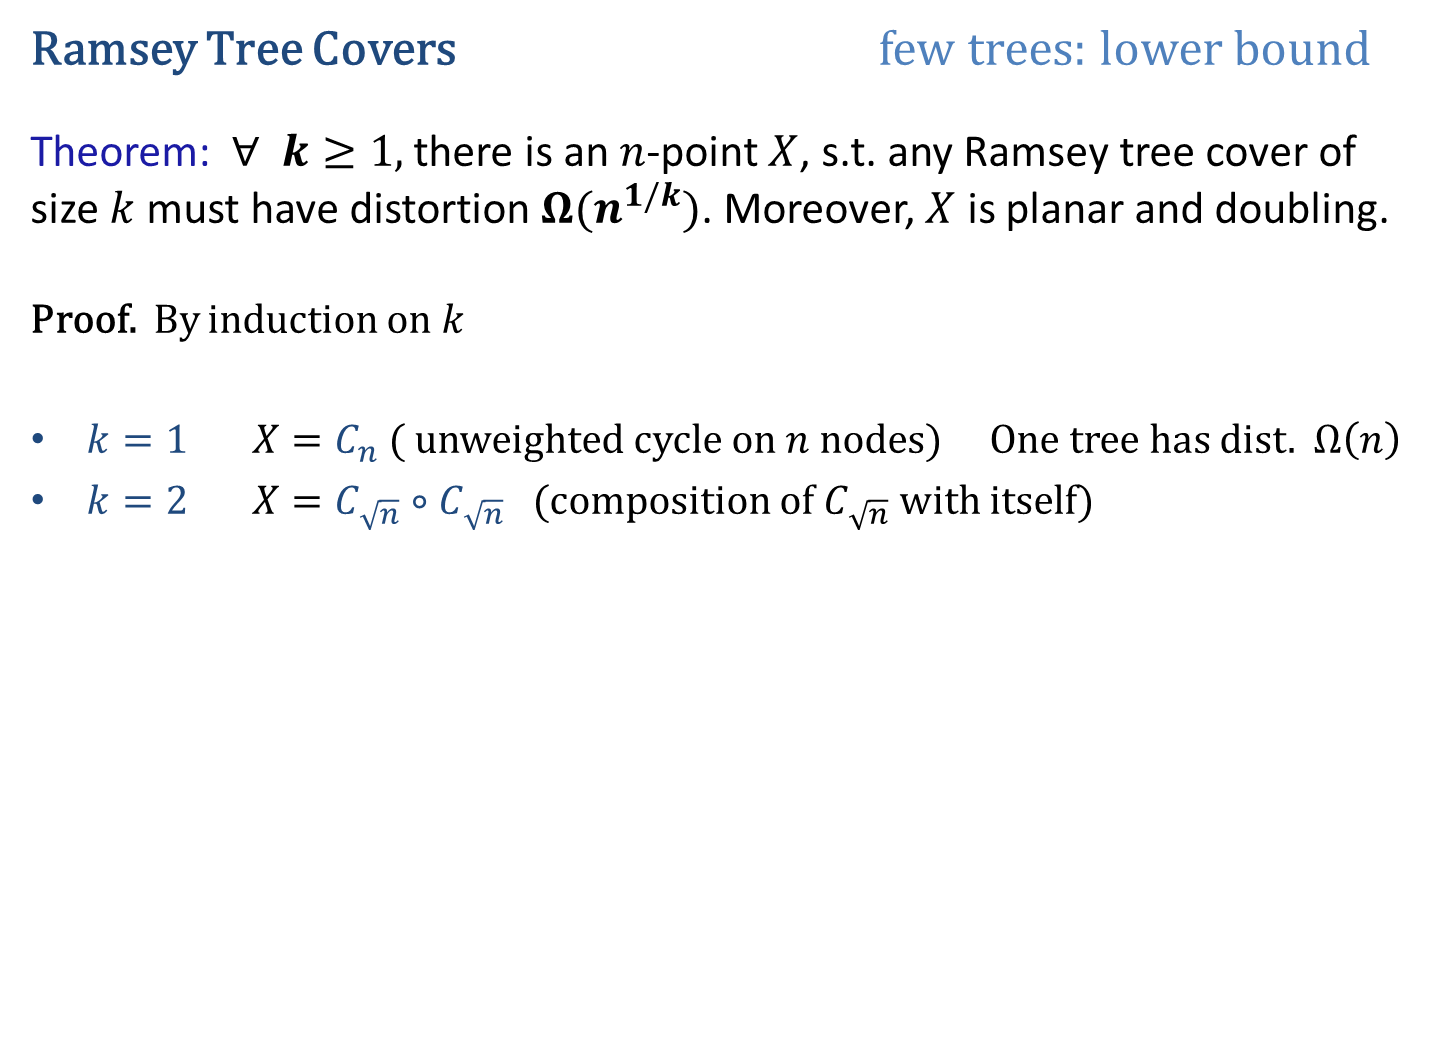 Ramsey Tree Covers few trees: lower bound
Theorem: ∀ k ≥ 1, there is an n-point X, s.t. any Ramsey tree cover of
size k must have distortion Ω(n^{1/k}). Moreover, X is planar and doubling.
Proof. By induction on k
• k = 1 X = C_n ( unweighted cycle on n nodes) One tree has dist. Ω(n)
• k = 2 X = C_{√n} ∘ C_{√n} (composition of C_{√n} with itself)